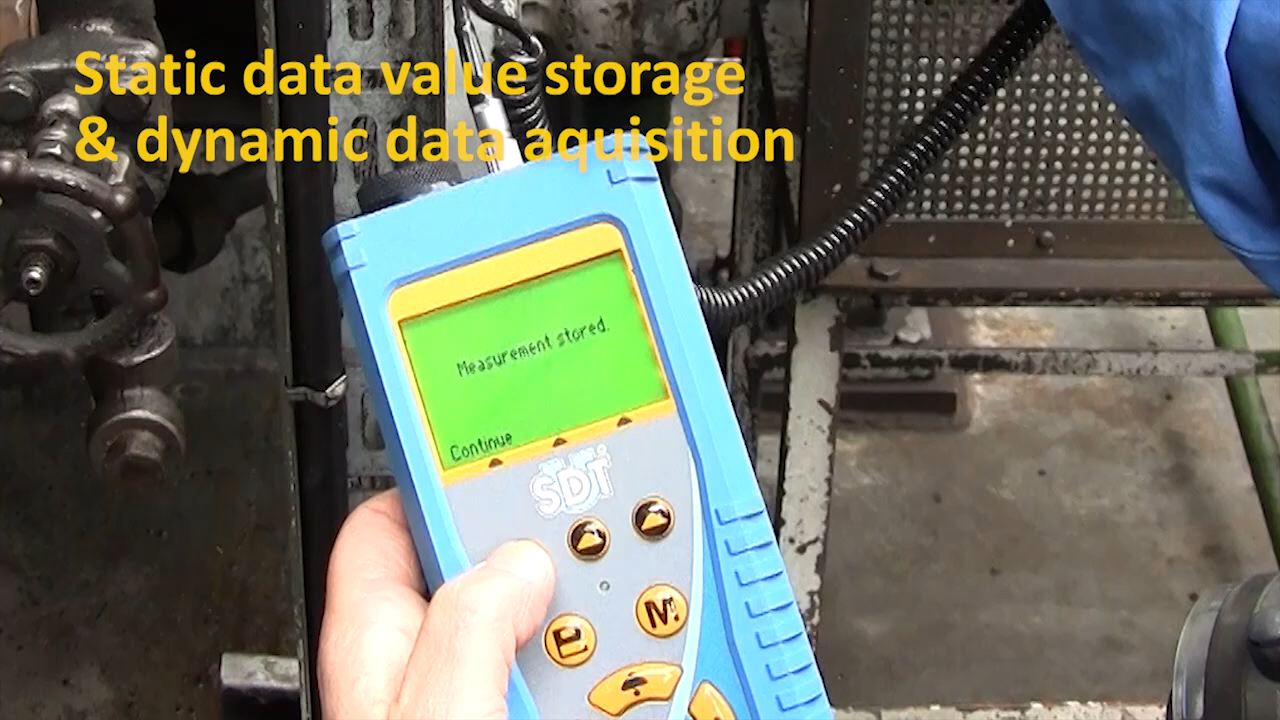 Static data value storage
& dynamic data aquisition
Measurement stored.
Continue
SDT
M